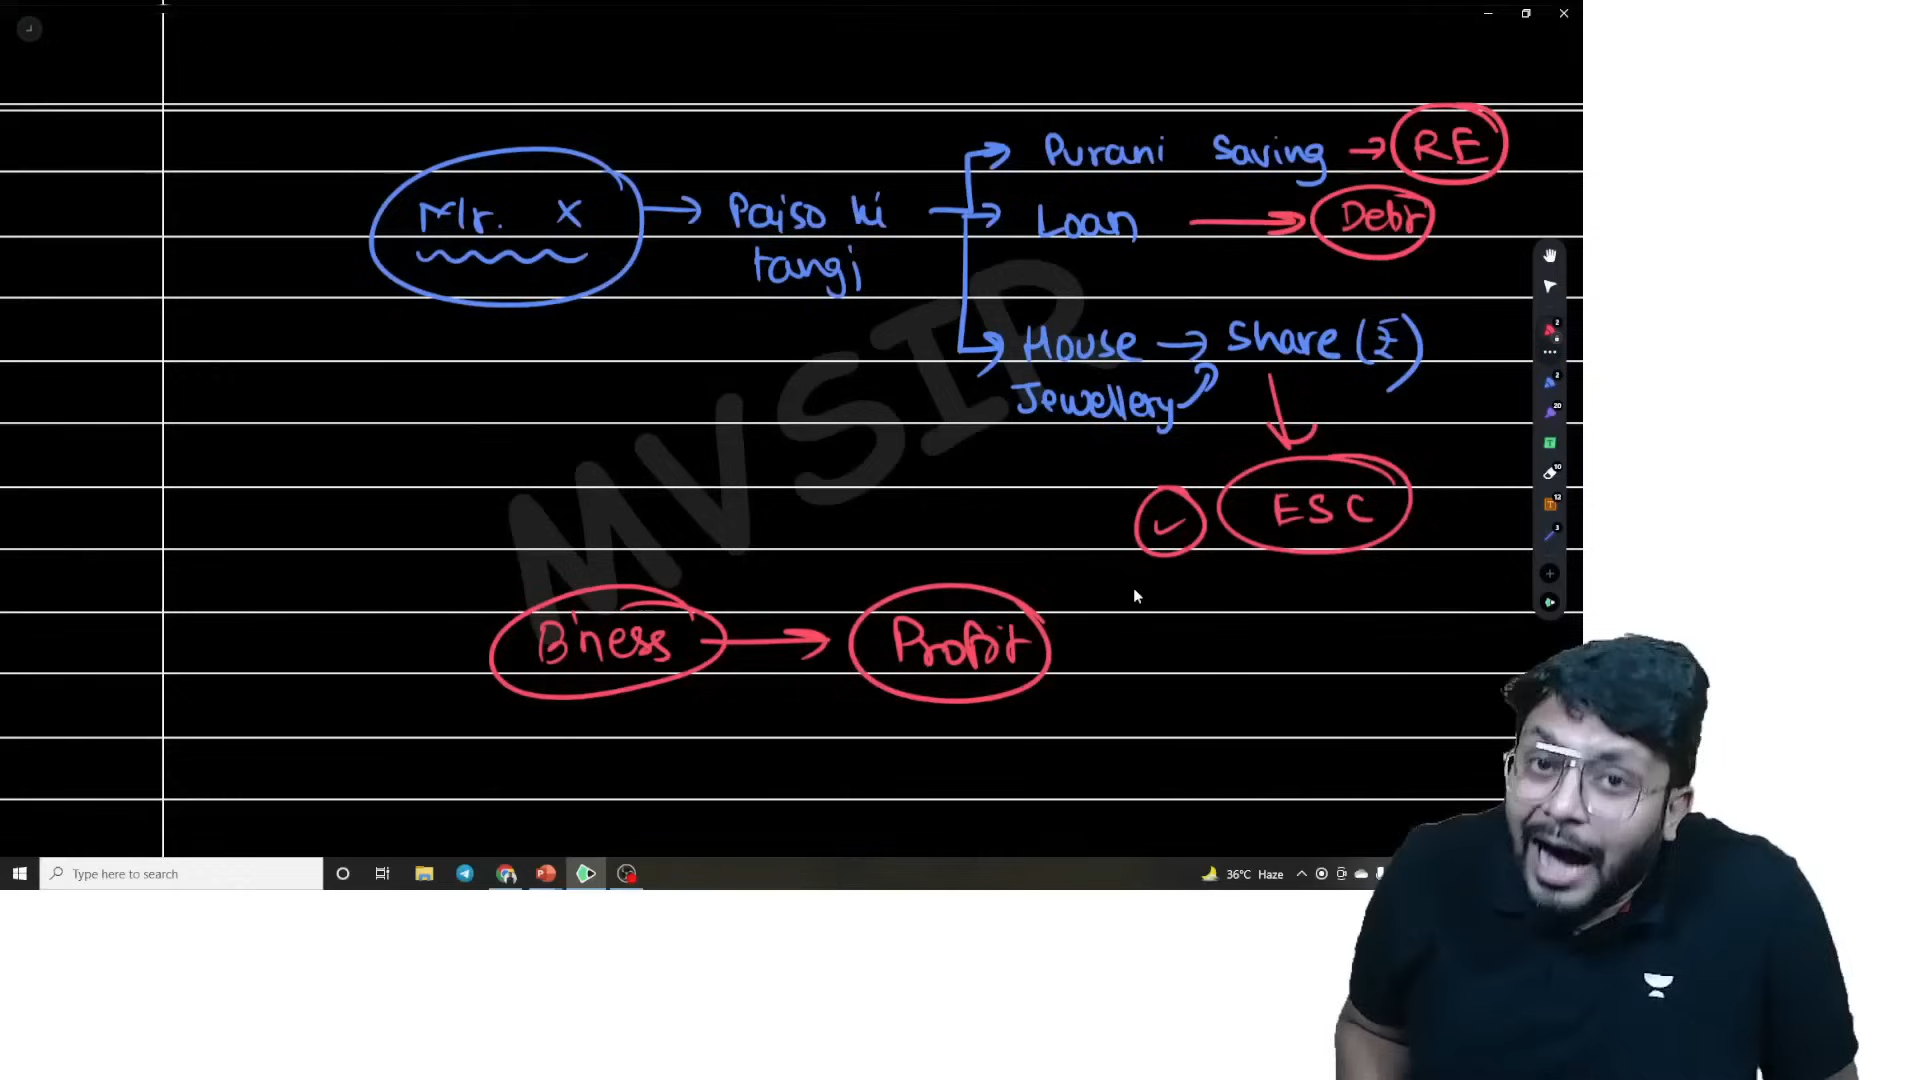 Purani Saving → RE
Mr. X → Paiso ki
tangi
Loan → Debt
House → Share (₹)
Jewellery
MVSIR
ESC
B'ness → Profit
Type here to search
36°C Haze